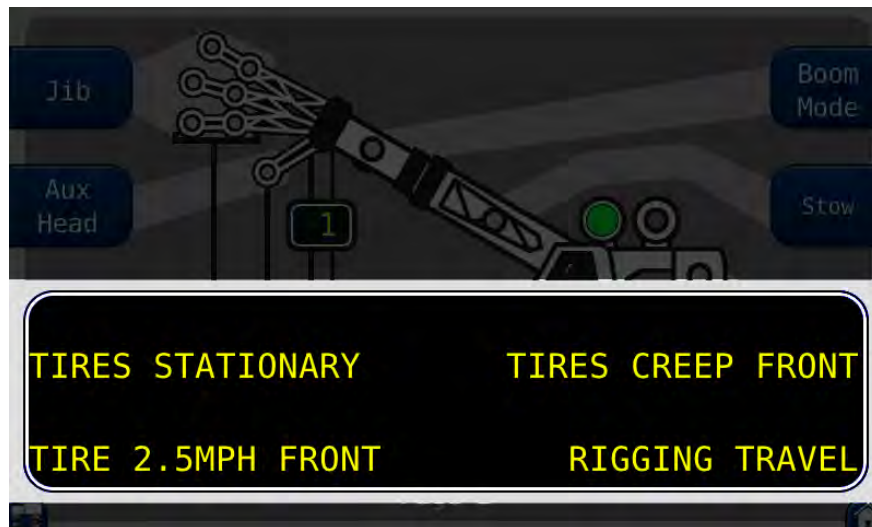 Jib
Boom
Mode
Aux
Head
Stow
1
TIRES STATIONARY
TIRES CREEP FRONT
TIRE 2.5MPH FRONT
RIGGING TRAVEL